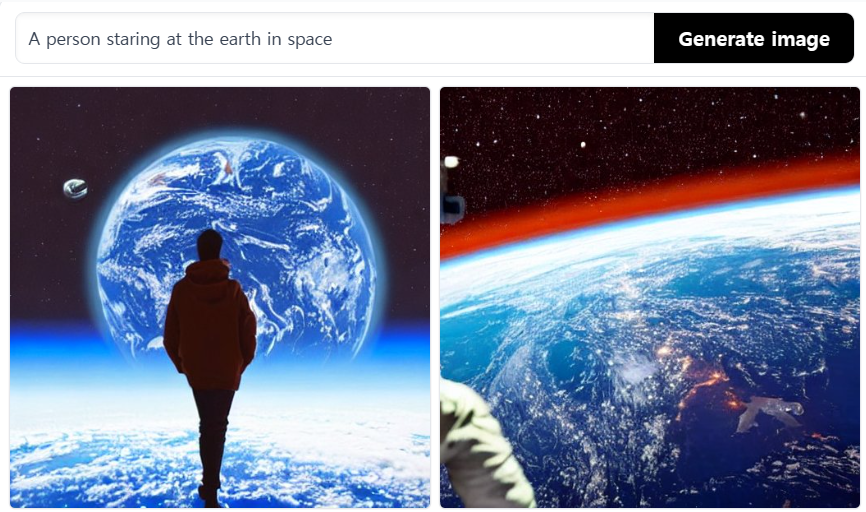 A person staring at the earth in space
Generate image